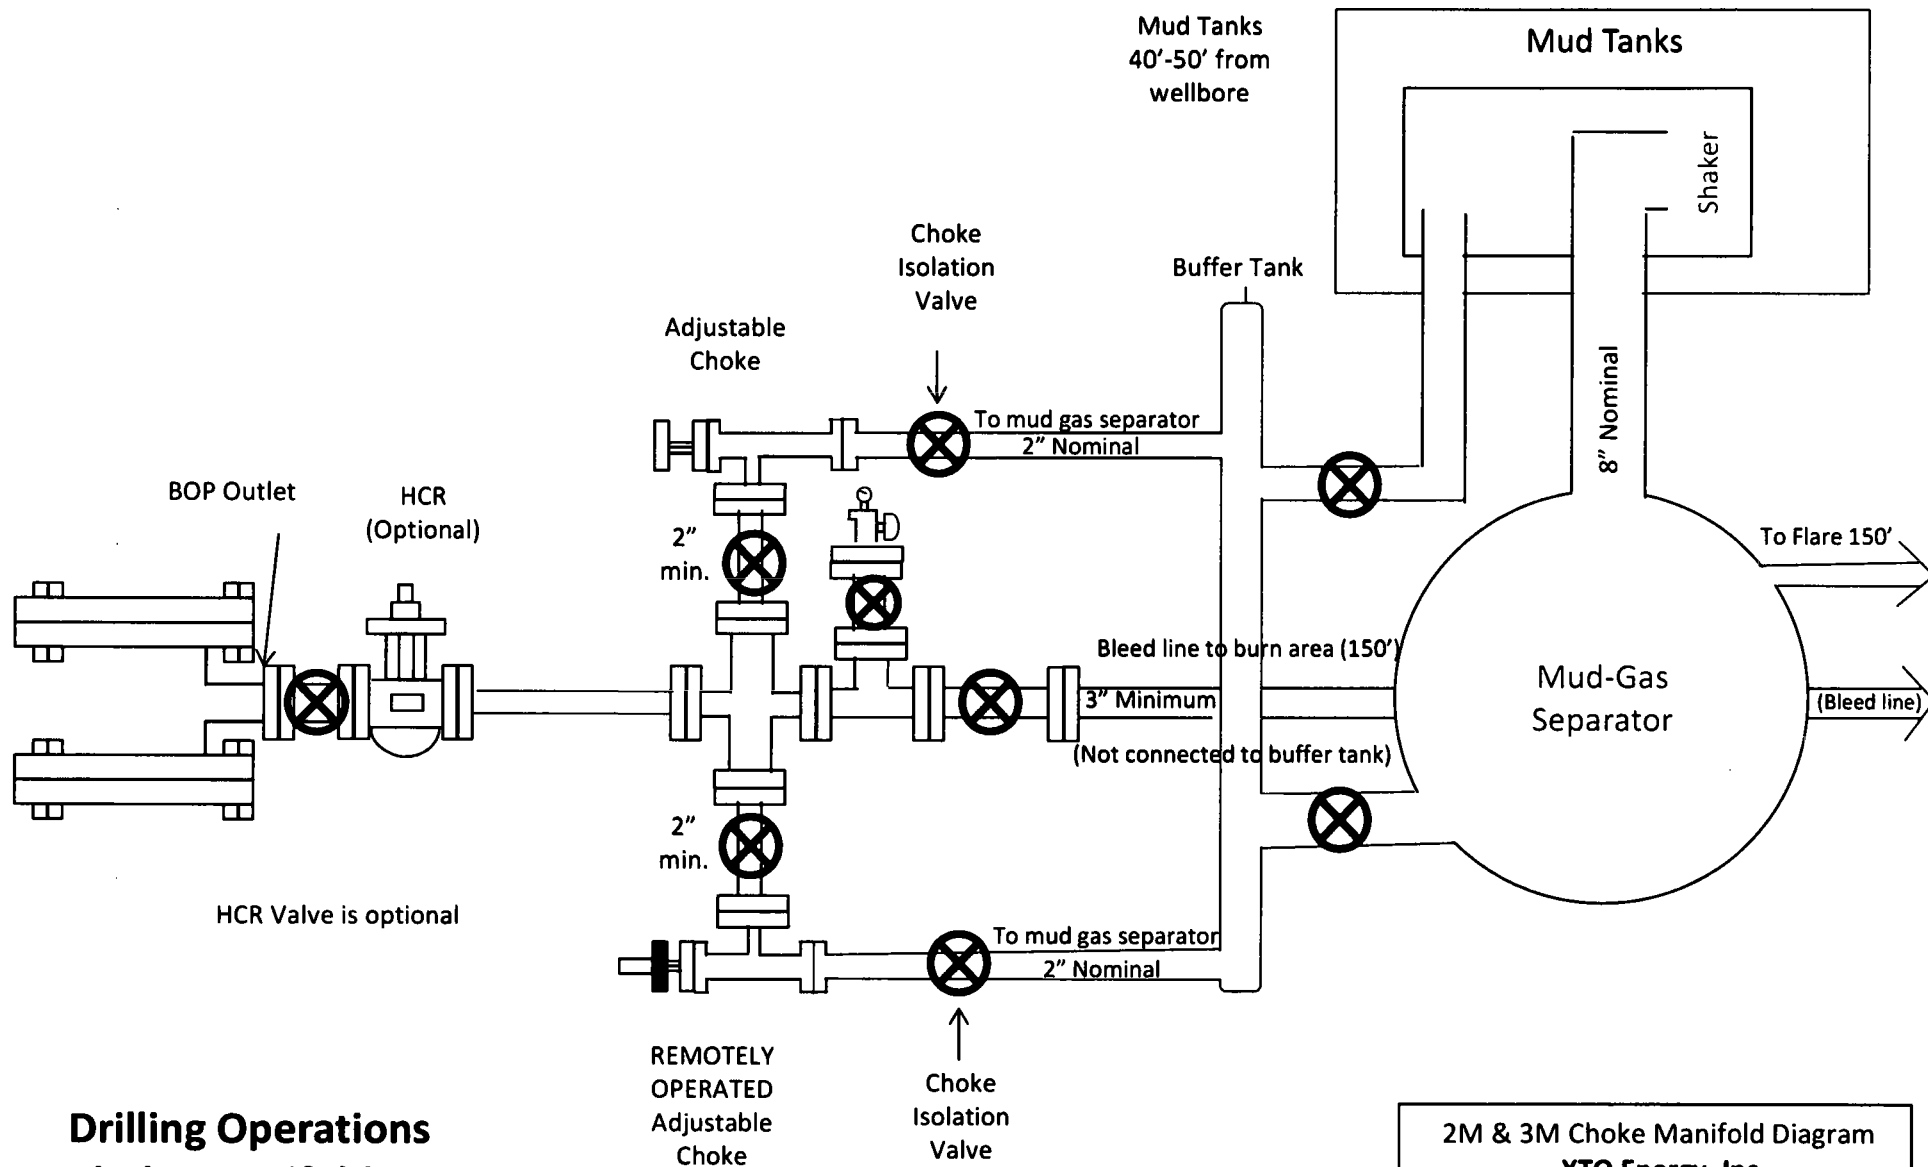 Mud Tanks
40'-50' from
wellbore
Mud Tanks
Shaker
Choke
Isolation
Valve
Buffer Tank
Adjustable
Choke
8" Nominal
To mud gas separator
2" Nominal
BOP Outlet
HCR
(Optional)
2"
min.
To Flare 150'
Bleed line to burn area (150')
3" Minimum
(Not connected to buffer tank)
Mud-Gas
Separator
(Bleed line)
2"
min.
HCR Valve is optional
To mud gas separator
2" Nominal
REMOTELY
OPERATED
Adjustable
Choke
Choke
Isolation
Valve
Drilling Operations
2M & 3M Choke Manifold Diagram
XTO Energy, Inc.